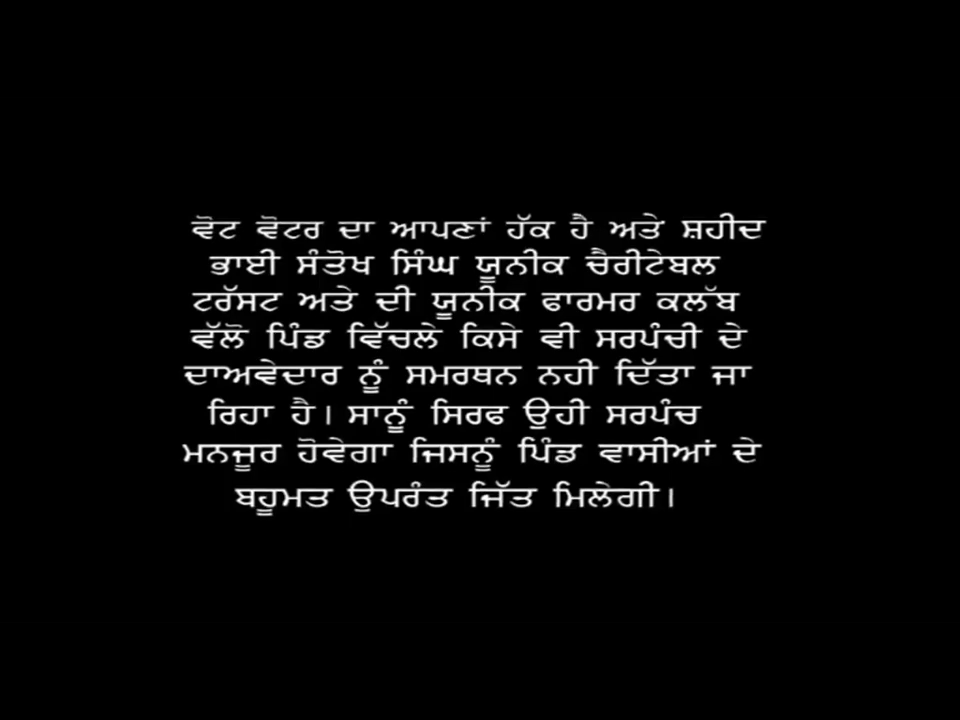 ਵੋਟ ਵੋਟਰ ਦਾ ਆਪਣਾਂ ਹੱਕ ਹੈ ਅਤੇ ਸ਼ਹੀਦ
ਭਾਈ ਸੰਤੋਖ ਸਿੰਘ ਯੂਨੀਕ ਚੈਰੀਟੇਬਲ
ਟਰੱਸਟ ਅਤੇ ਦੀ ਯੂਨੀਕ ਫਾਰਮਰ ਕਲੱਬ
ਵੱਲੋ ਪਿੰਡ ਵਿੱਚਲੇ ਕਿਸੇ ਵੀ ਸਰਪੰਚੀ ਦੇ
ਦਾਅਵੇਦਾਰ ਨੂੰ ਸਮਰਥਨ ਨਹੀ ਦਿੱਤਾ ਜਾ
ਰਿਹਾ ਹੈ। ਸਾਨੂੰ ਸਿਰਫ ਉਹੀ ਸਰਪੰਚ
ਮਨਜੂਰ ਹੋਵੇਗਾ ਜਿਸਨੂੰ ਪਿੰਡ ਵਾਸੀਆਂ ਦੇ
ਬਹੂਮਤ ਉਪਰੰਤ ਜਿੱਤ ਮਿਲੇਗੀ।